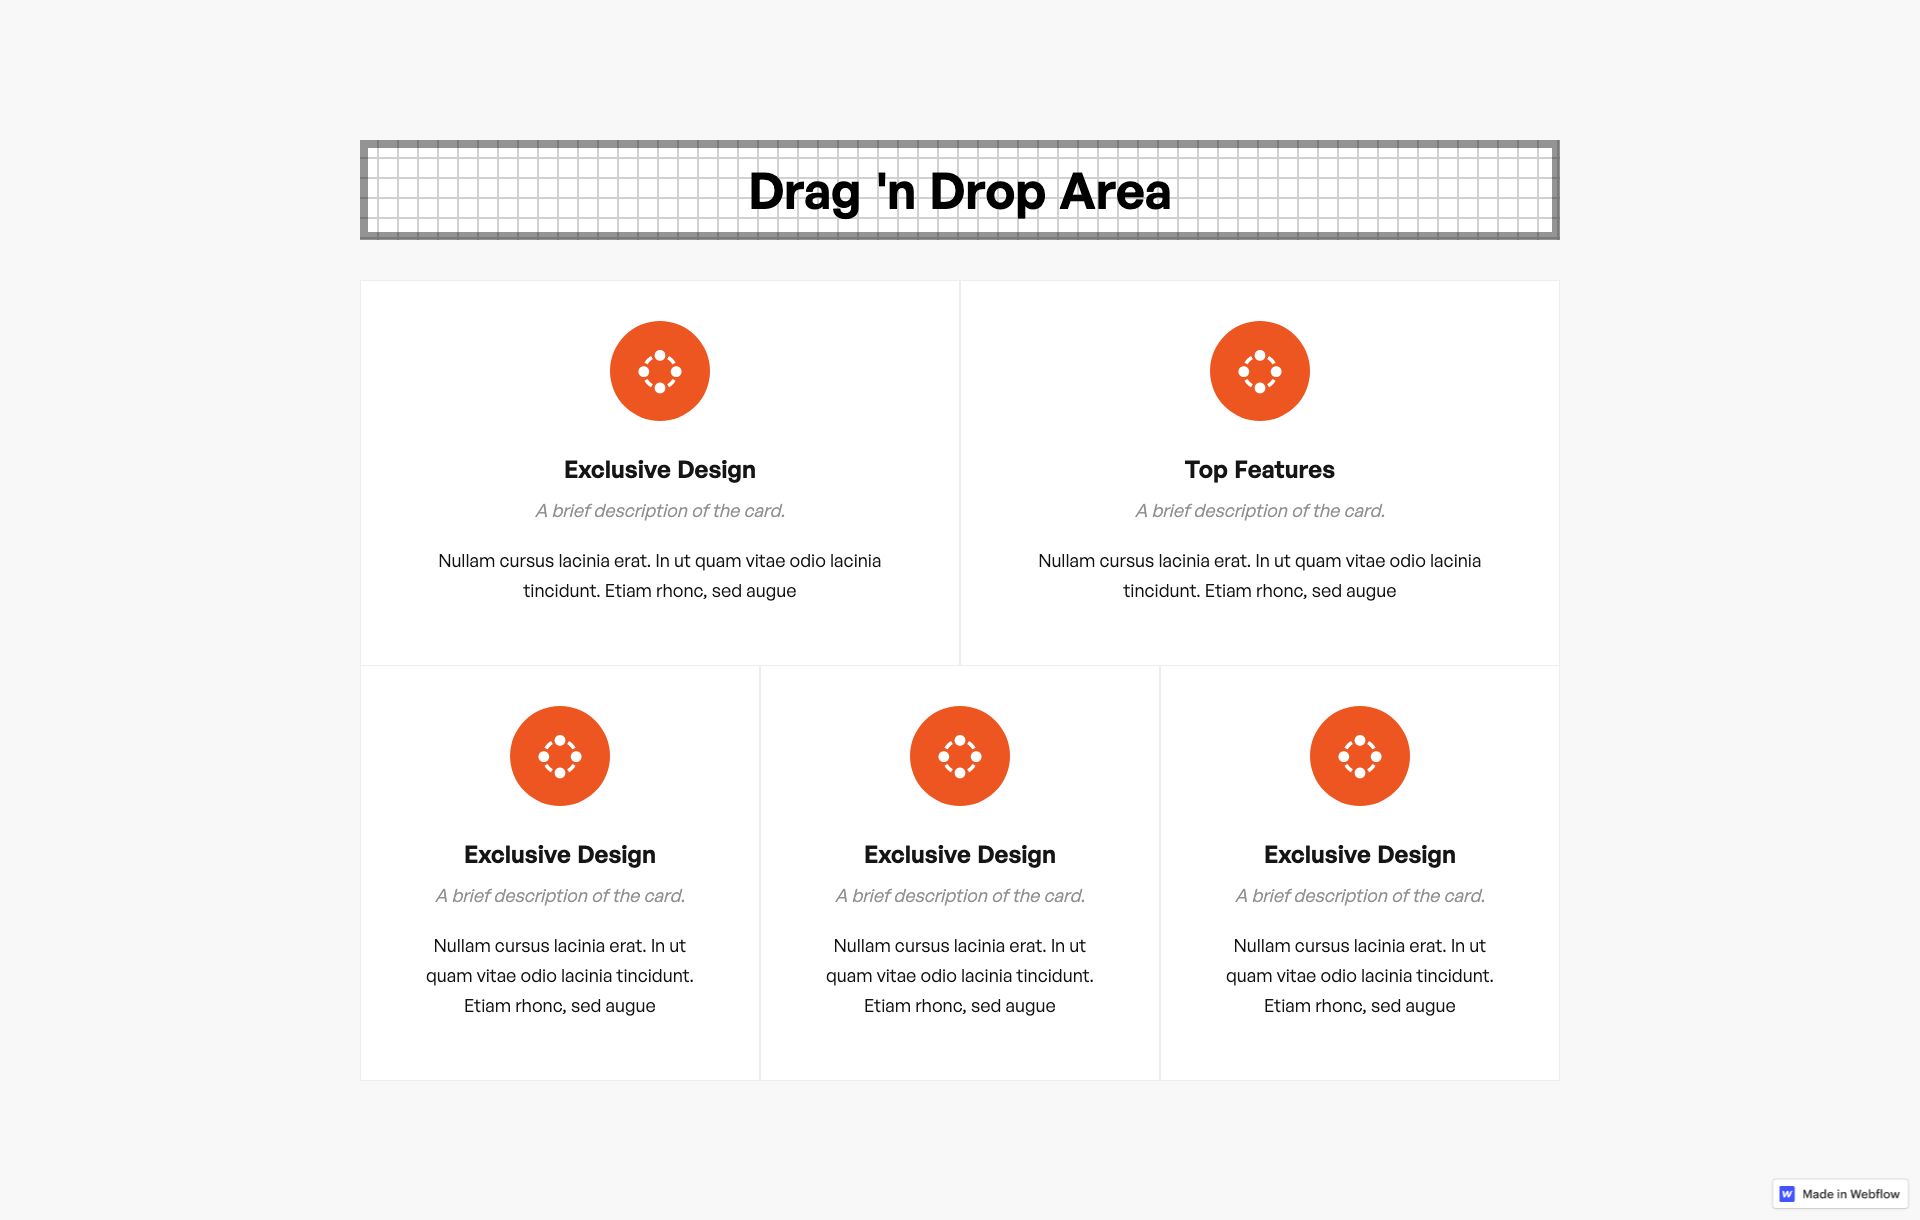 Drag 'n Drop Area
Exclusive Design
A brief description of the card.
Nullam cursus lacinia erat. In ut quam vitae odio lacinia
tincidunt. Etiam rhonc, sed augue
Top Features
A brief description of the card.
Nullam cursus lacinia erat. In ut quam vitae odio lacinia
tincidunt. Etiam rhonc, sed augue
Exclusive Design
A brief description of the card.
Nullam cursus lacinia erat. In ut
quam vitae odio lacinia tincidunt.
Etiam rhonc, sed augue
Exclusive Design
A brief description of the card.
Nullam cursus lacinia erat. In ut
quam vitae odio lacinia tincidunt.
Etiam rhonc, sed augue
Exclusive Design
A brief description of the card.
Nullam cursus lacinia erat. In ut
quam vitae odio lacinia tincidunt.
Etiam rhonc, sed augue
Made in Webflow